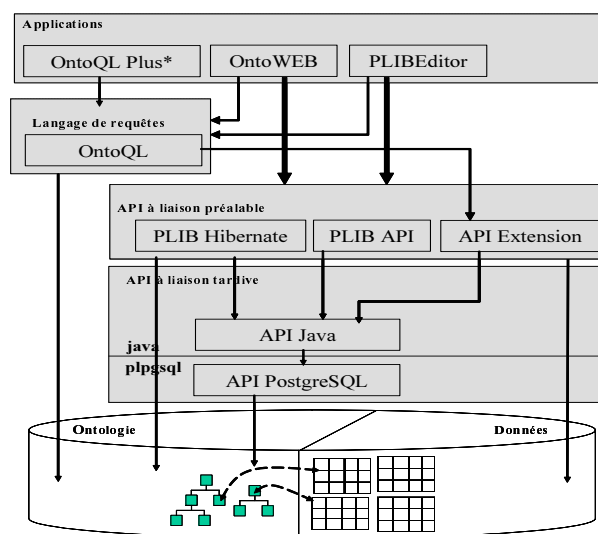 Applications
OntoQL Plus* OntoWEB PLIBEditor
Langage de requêtes
OntoQL
API à liaison préalable
PLIB Hibernate PLIB API API Extension
API à liaison tardive
API Java
java
plpgsql
API PostgreSQL
Ontologie Données